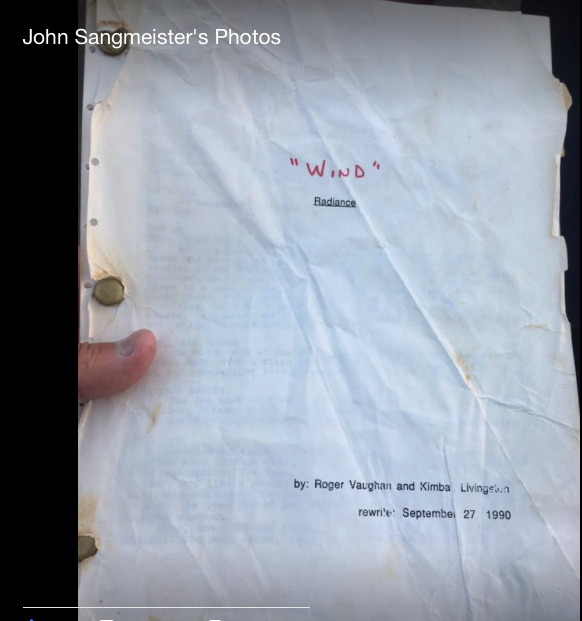 John Sangmeister's Photos
"WIND"
Radiance
by: Roger Vaughan and Kimba Livingston
rewrite: September 27 1990